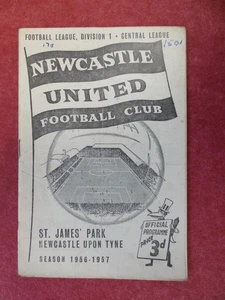 FOOTBALL LEAGUE, DIVISION 1 - CENTRAL LEAGUE
NEWCASTLE
UNITED
FOOTBALL CLUB
ST. JAMES' PARK
NEWCASTLE UPON TYNE
SEASON 1956-1957
OFFICIAL
PROGRAMME
PRICE
3d